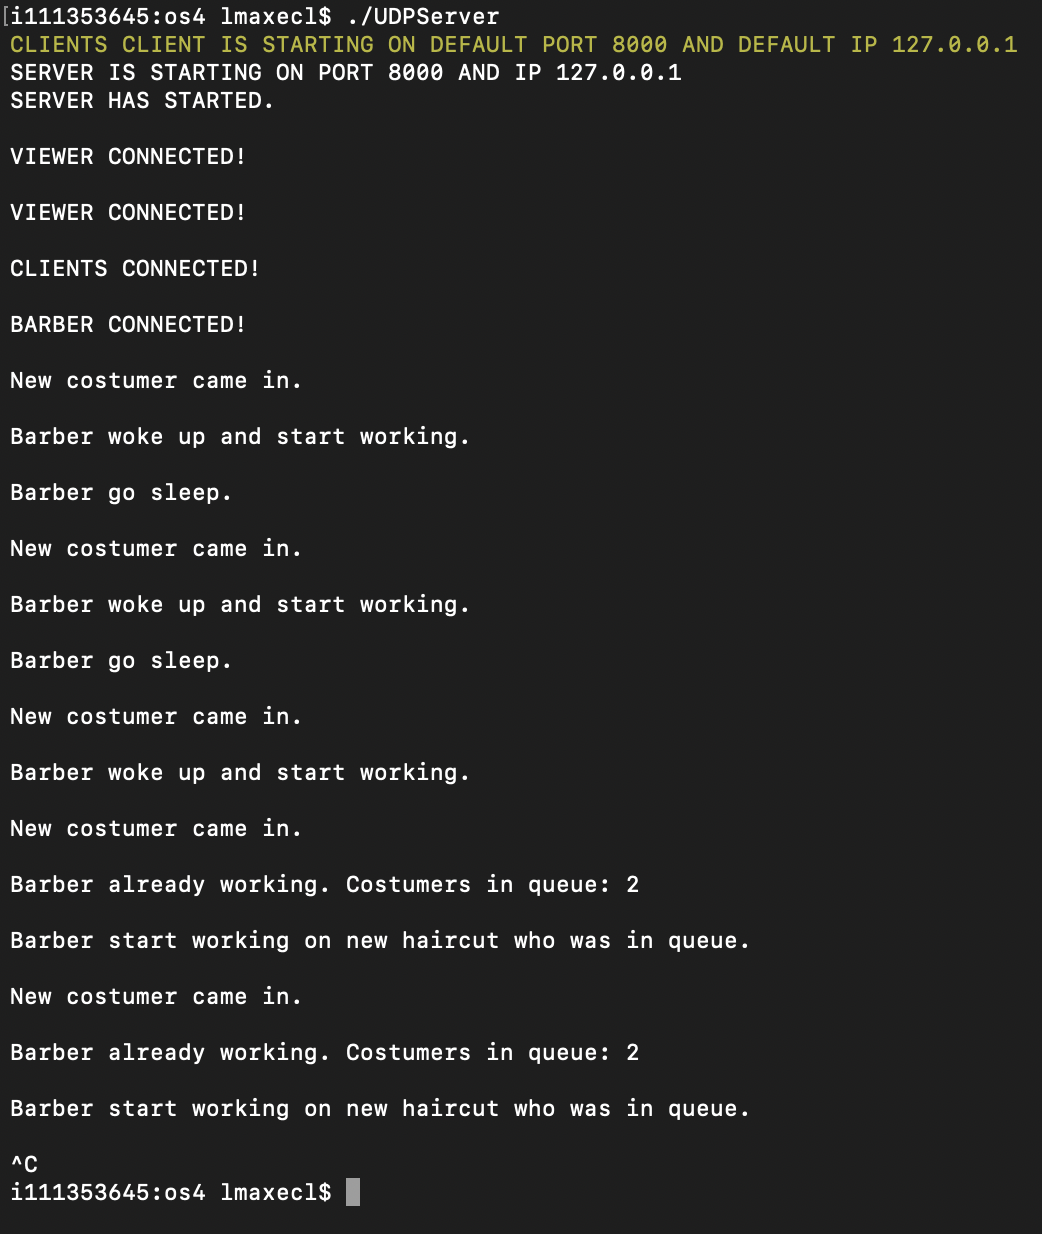 [i111353645:os4 lmaxecl$ ./UDPServer
CLIENTS CLIENT IS STARTING ON DEFAULT PORT 8000 AND DEFAULT IP 127.0.0.1
SERVER IS STARTING ON PORT 8000 AND IP 127.0.0.1
SERVER HAS STARTED.
VIEWER CONNECTED!
VIEWER CONNECTED!
CLIENTS CONNECTED!
BARBER CONNECTED!
New costumer came in.
Barber woke up and start working.
Barber go sleep.
New costumer came in.
Barber woke up and start working.
Barber go sleep.
New costumer came in.
Barber woke up and start working.
New costumer came in.
Barber already working. Costumers in queue: 2
Barber start working on new haircut who was in queue.
New costumer came in.
Barber already working. Costumers in queue: 2
Barber start working on new haircut who was in queue.
^C
i111353645:os4 lmaxecl$